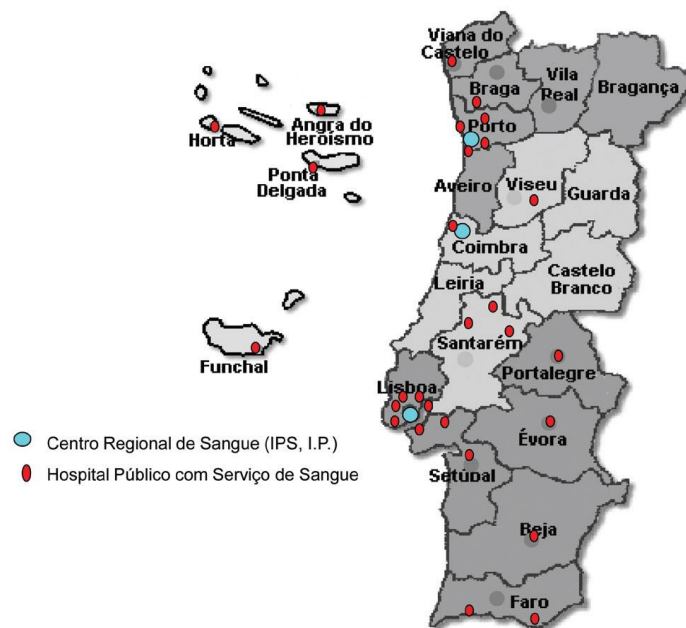 Viana do
Castelo
Braga
Vila
Real
Bragança
Porto
Horta
Angra do
Heroísmo
Ponta
Delgada
Aveiro
Viseu
Guarda
Coimbra
Castelo
Branco
Leiria
Funchal
Santarém
Lisboa
Portalegre
Évora
Centro Regional de Sangue (IPS, I.P.)
Hospital Público com Serviço de Sangue
Setúbal
Beja
Faro